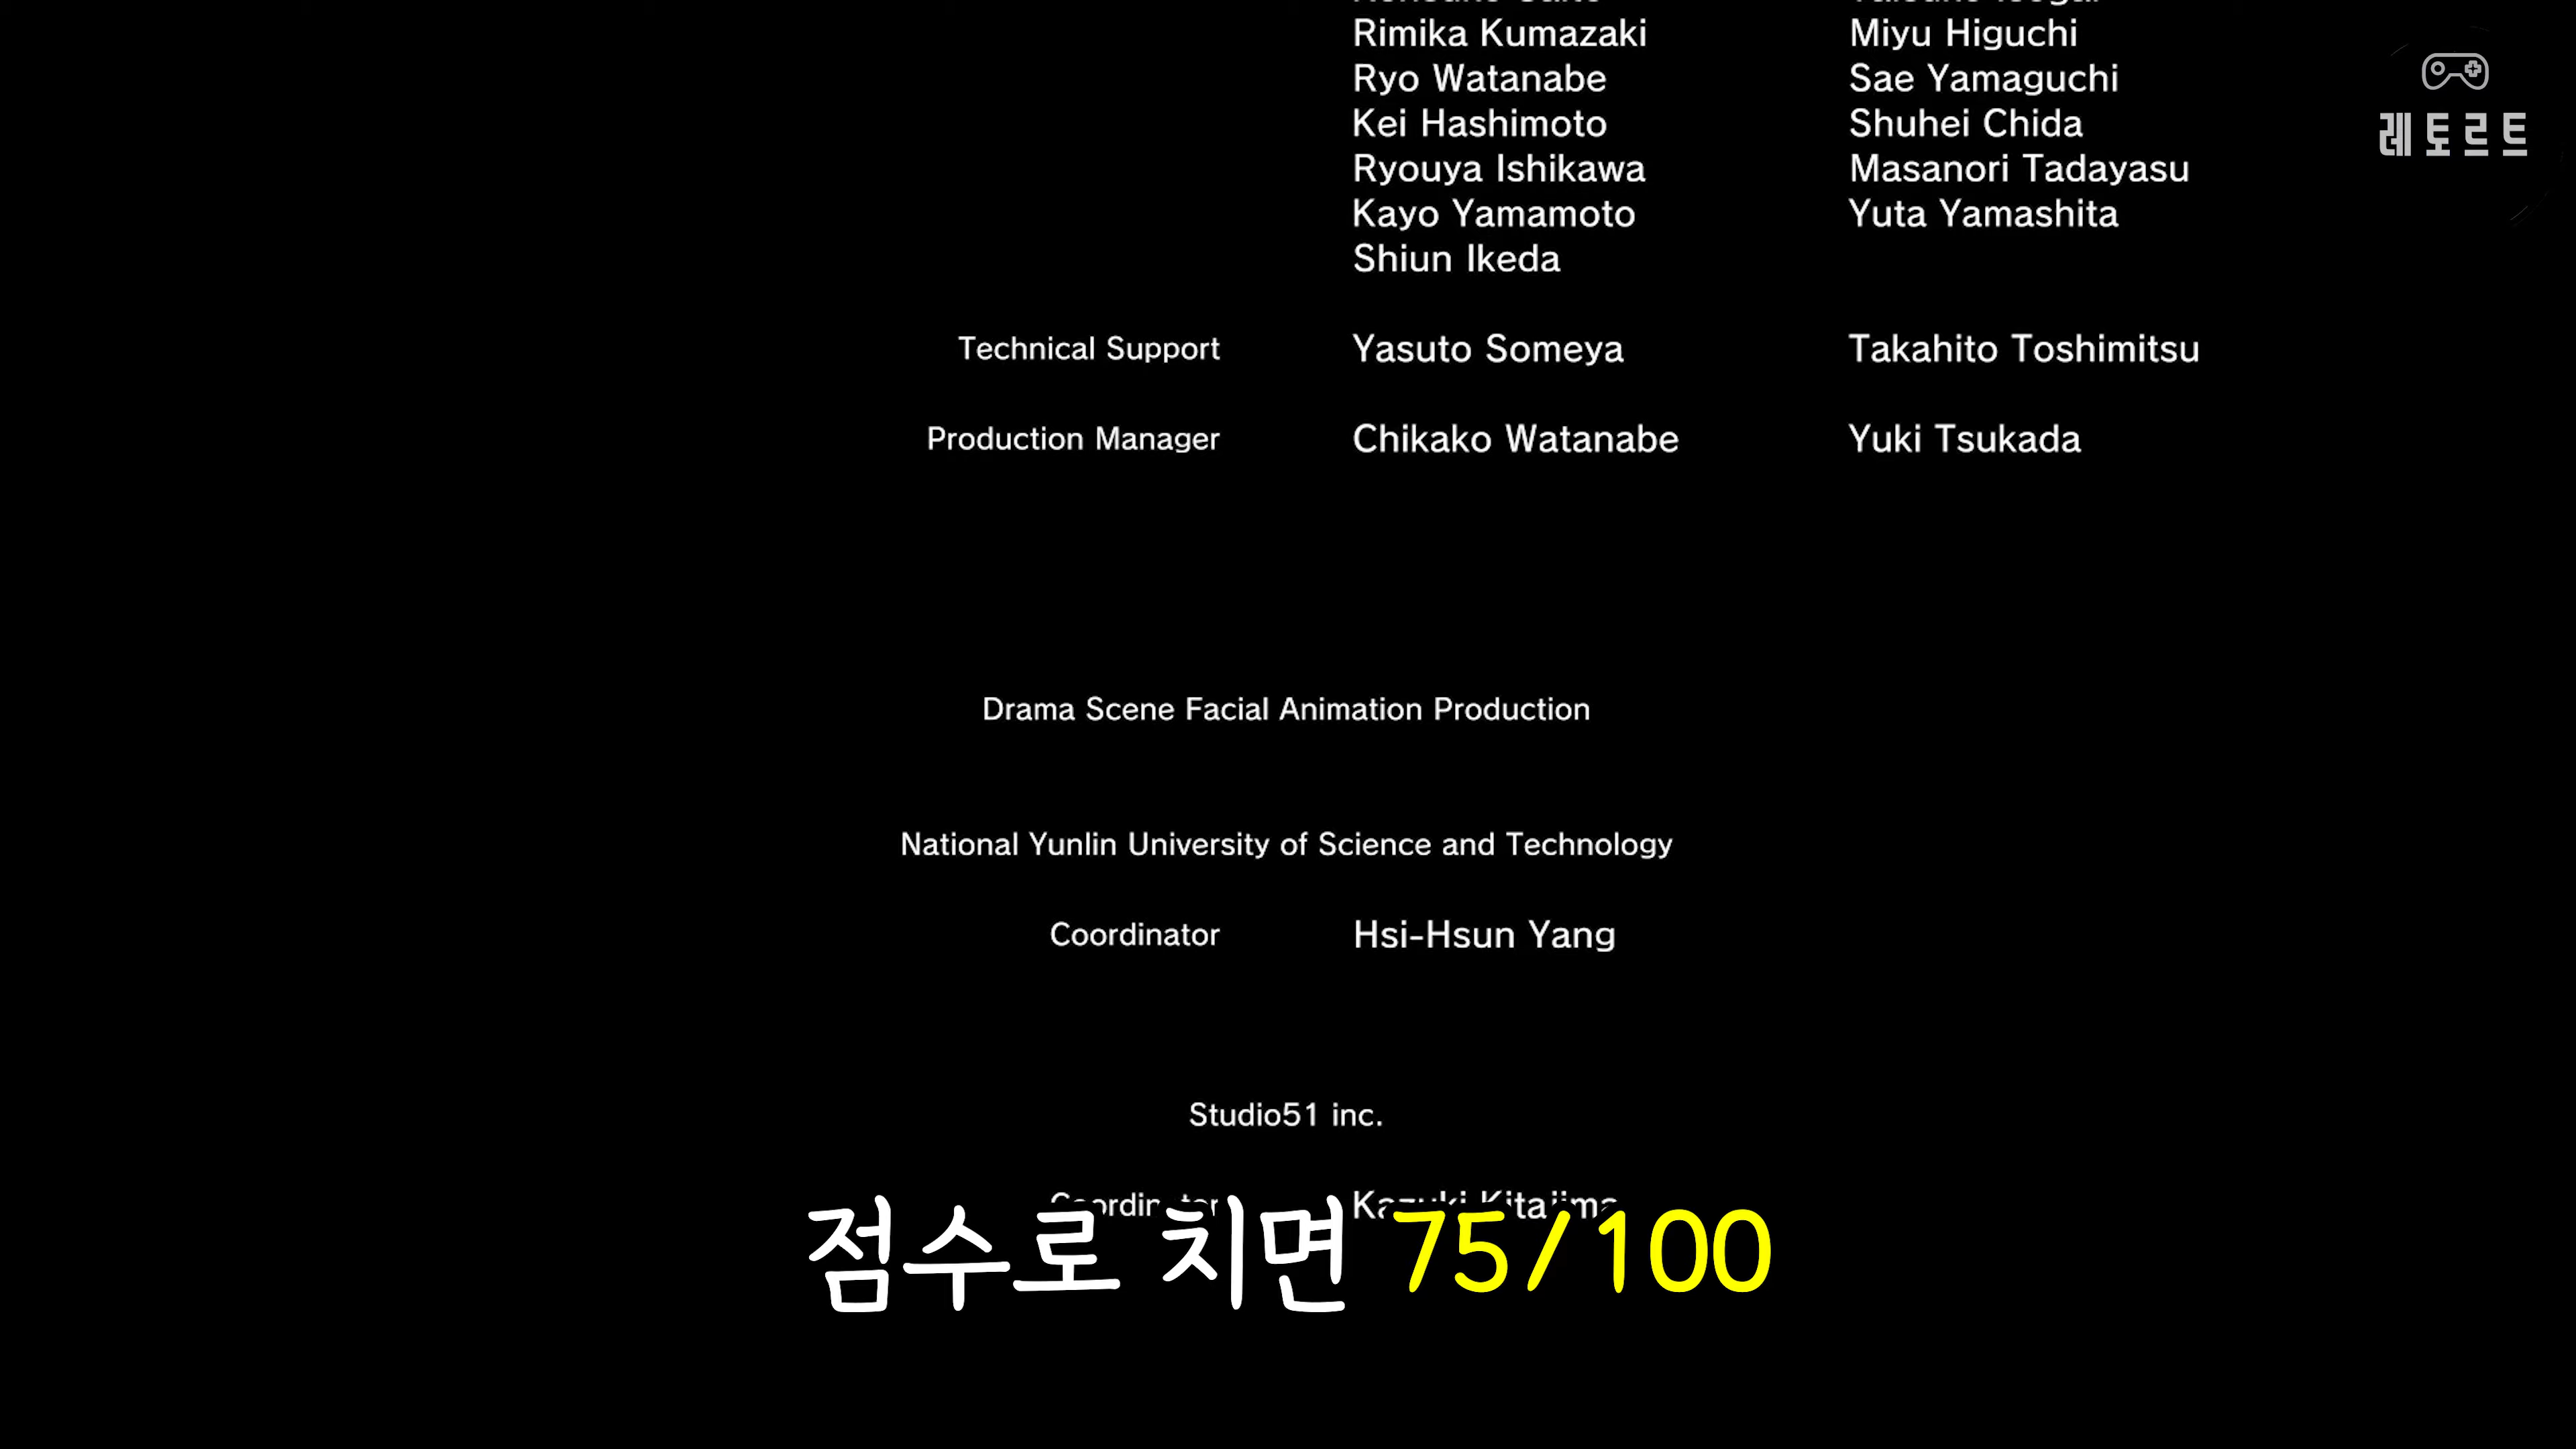 Rimika Kumazaki Miyu Higuchi
Ryo Watanabe Sae Yamaguchi
Kei Hashimoto Shuhei Chida
Ryouya Ishikawa Masanori Tadayasu
Kayo Yamamoto Yuta Yamashita
Shiun Ikeda
레토르트
Technical Support Yasuto Someya Takahito Toshimitsu
Production Manager Chikako Watanabe Yuki Tsukada
Drama Scene Facial Animation Production
National Yunlin University of Science and Technology
Coordinator Hsi-Hsun Yang
Studio51 inc.
Coordinator Kazuki Kitajima
점수로 치면 75/100